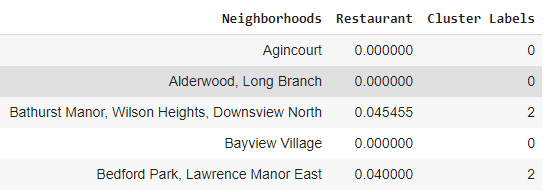 Neighborhoods Restaurant Cluster Labels
Agincourt 0.000000 0
Alderwood, Long Branch 0.000000 0
Bathurst Manor, Wilson Heights, Downsview North 0.045455 2
Bayview Village 0.000000 0
Bedford Park, Lawrence Manor East 0.040000 2